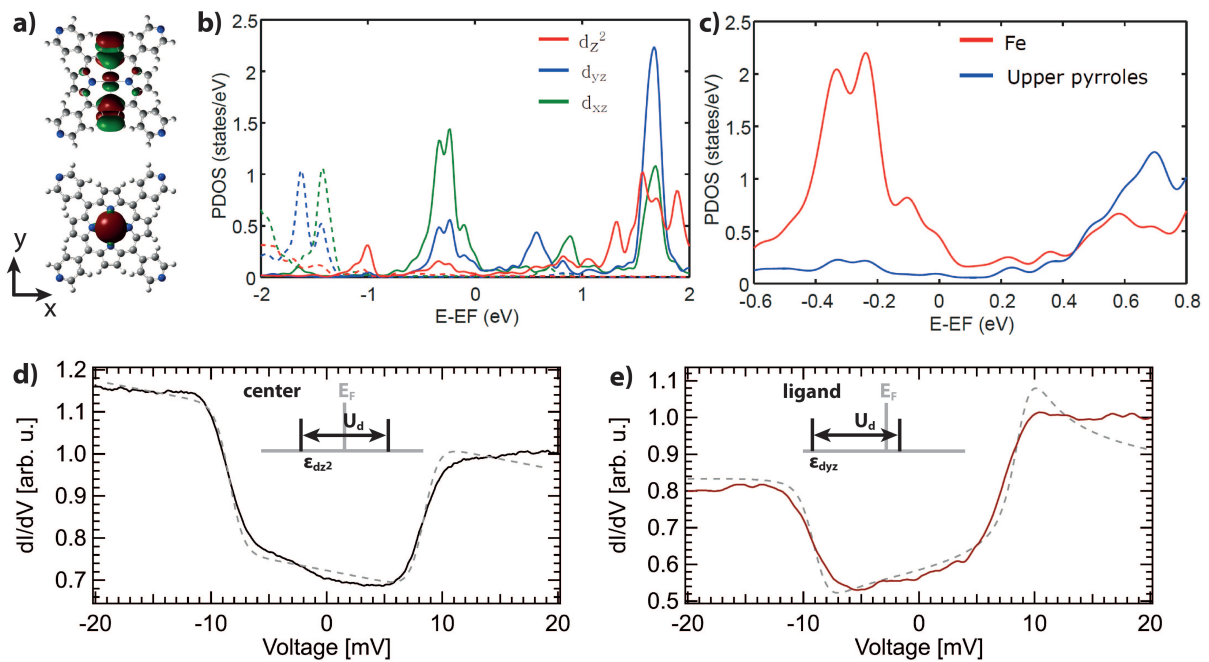 a)
y
x
b)
PDOS (states/eV)
2.5
2
1.5
1
0.5
0
-2
-1
0
1
2
E-EF (eV)
dz²
dyz
dxz
c)
PDOS (states/eV)
2.5
2
1.5
1
0.5
0
-0.6
-0.4
-0.2
0
0.2
0.4
0.6
0.8
E-EF (eV)
Fe
Upper pyrroles
d)
dI/dV [arb. u.]
1.2
1.1
1.0
0.9
0.8
0.7
-20
-10
0
10
20
Voltage [mV]
center
EF
Ud
εdz2
e)
dI/dV [arb. u.]
1.1
1.0
0.9
0.8
0.7
0.6
0.5
-20
-10
0
10
20
Voltage [mV]
ligand
EF
Ud
εdyz